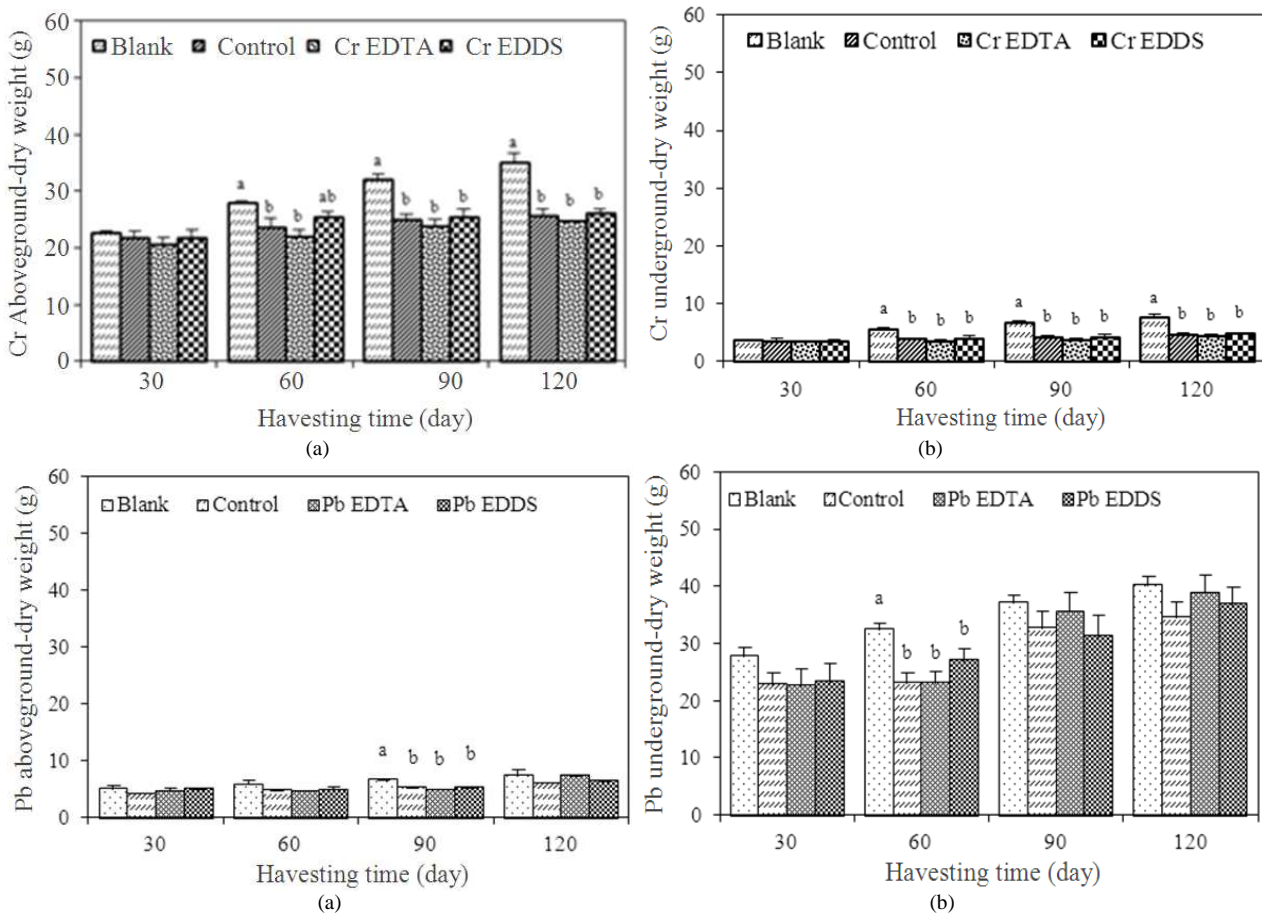 Cr Aboveground-dry weight (g)
60
50
40
30
20
10
0
Blank Control Cr EDTA Cr EDDS
a b b ab
a b b b
a b b b
30 60 90 120
Havesting time (day)
(a)
Cr underground-dry weight (g)
60
50
40
30
20
10
0
Blank Control Cr EDTA Cr EDDS
a b b b
a b b b
a b b b
30 60 90 120
Havesting time (day)
(b)
Pb aboveground-dry weight (g)
60
50
40
30
20
10
0
Blank Control Pb EDTA Pb EDDS
a b b b
30 60 90 120
Havesting time (day)
(a)
Pb underground-dry weight (g)
60
50
40
30
20
10
0
Blank Control Pb EDTA Pb EDDS
a b b b
30 60 90 120
Havesting time (day)
(b)